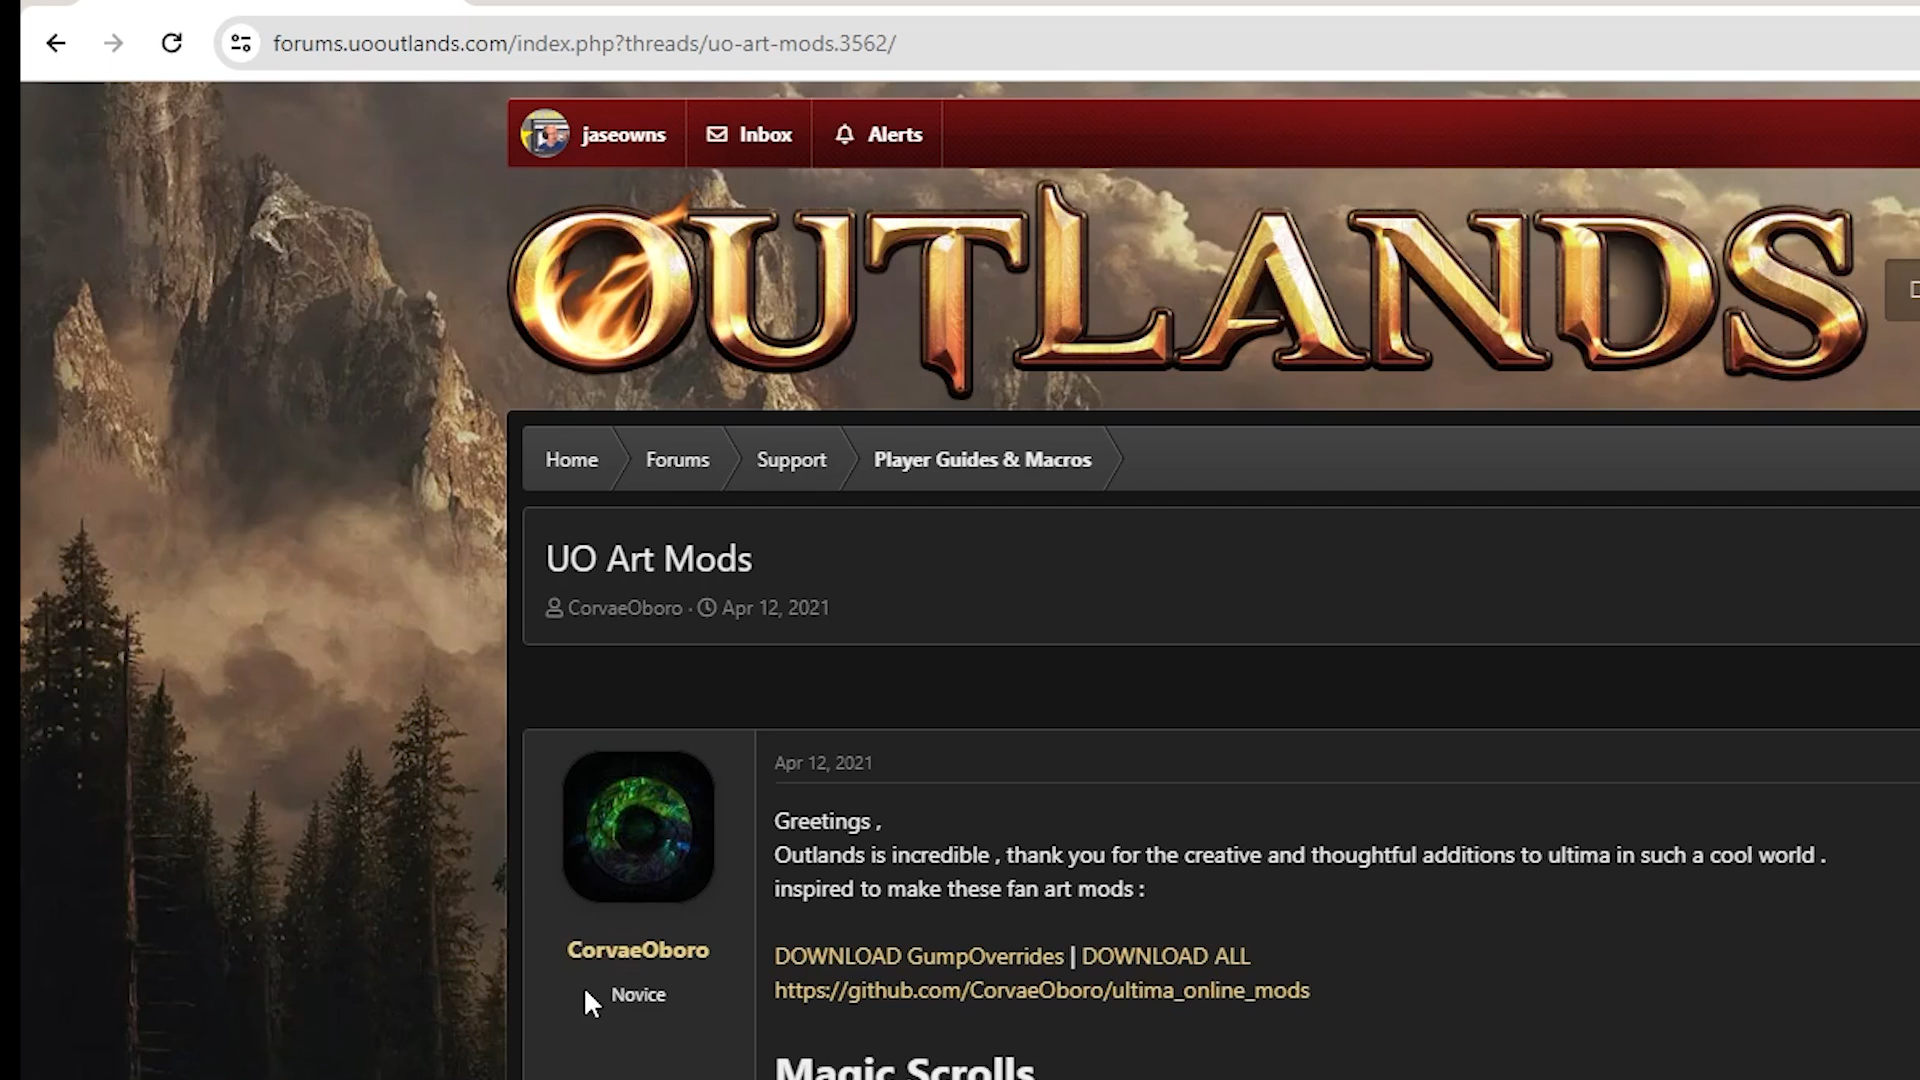 forums.uooutlands.com/index.php?threads/uo-art-mods.3562/
jaseowns Inbox Alerts
OUTLANDS
Home Forums Support Player Guides & Macros
UO Art Mods
CorvaeOboro · Apr 12, 2021
Apr 12, 2021
Greetings ,
Outlands is incredible , thank you for the creative and thoughtful additions to ultima in such a cool world .
inspired to make these fan art mods :
CorvaeOboro
Novice
DOWNLOAD GumpOverrides | DOWNLOAD ALL
https://github.com/CorvaeOboro/ultima_online_mods
Magic Scrolls